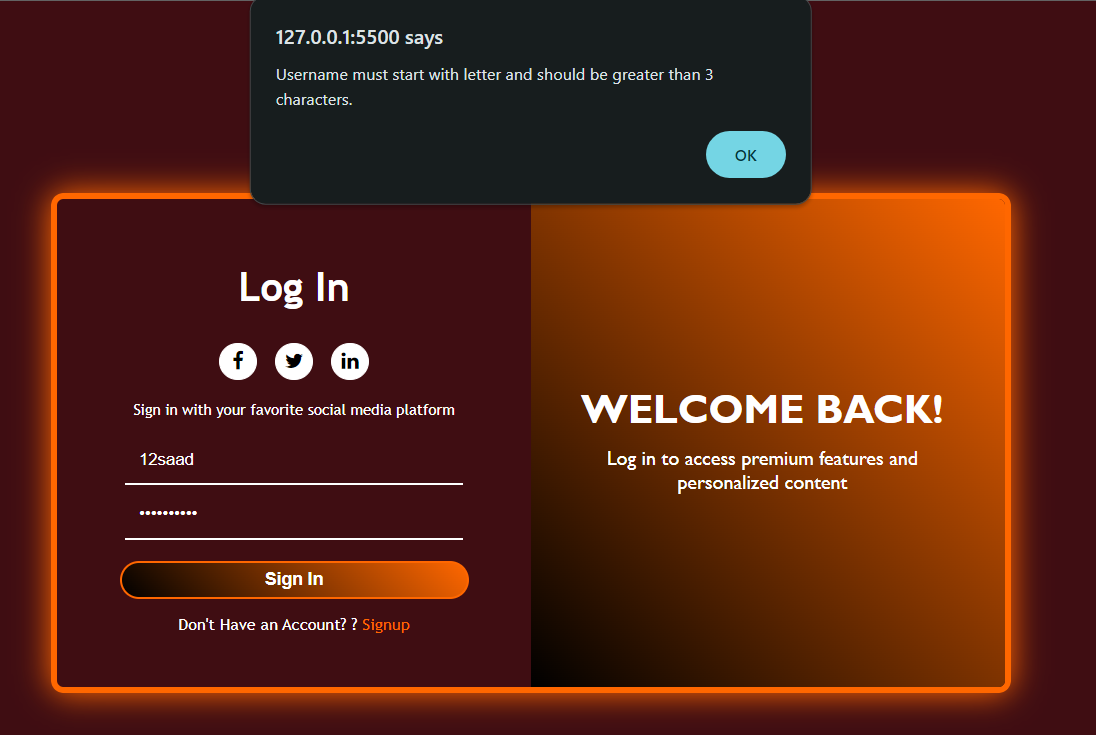 127.0.0.1:5500 says
Username must start with letter and should be greater than 3
characters.
OK
Log In
Sign in with your favorite social media platform
12saad
••••••••••
Sign In
Don't Have an Account? ? Signup
WELCOME BACK!
Log in to access premium features and
personalized content